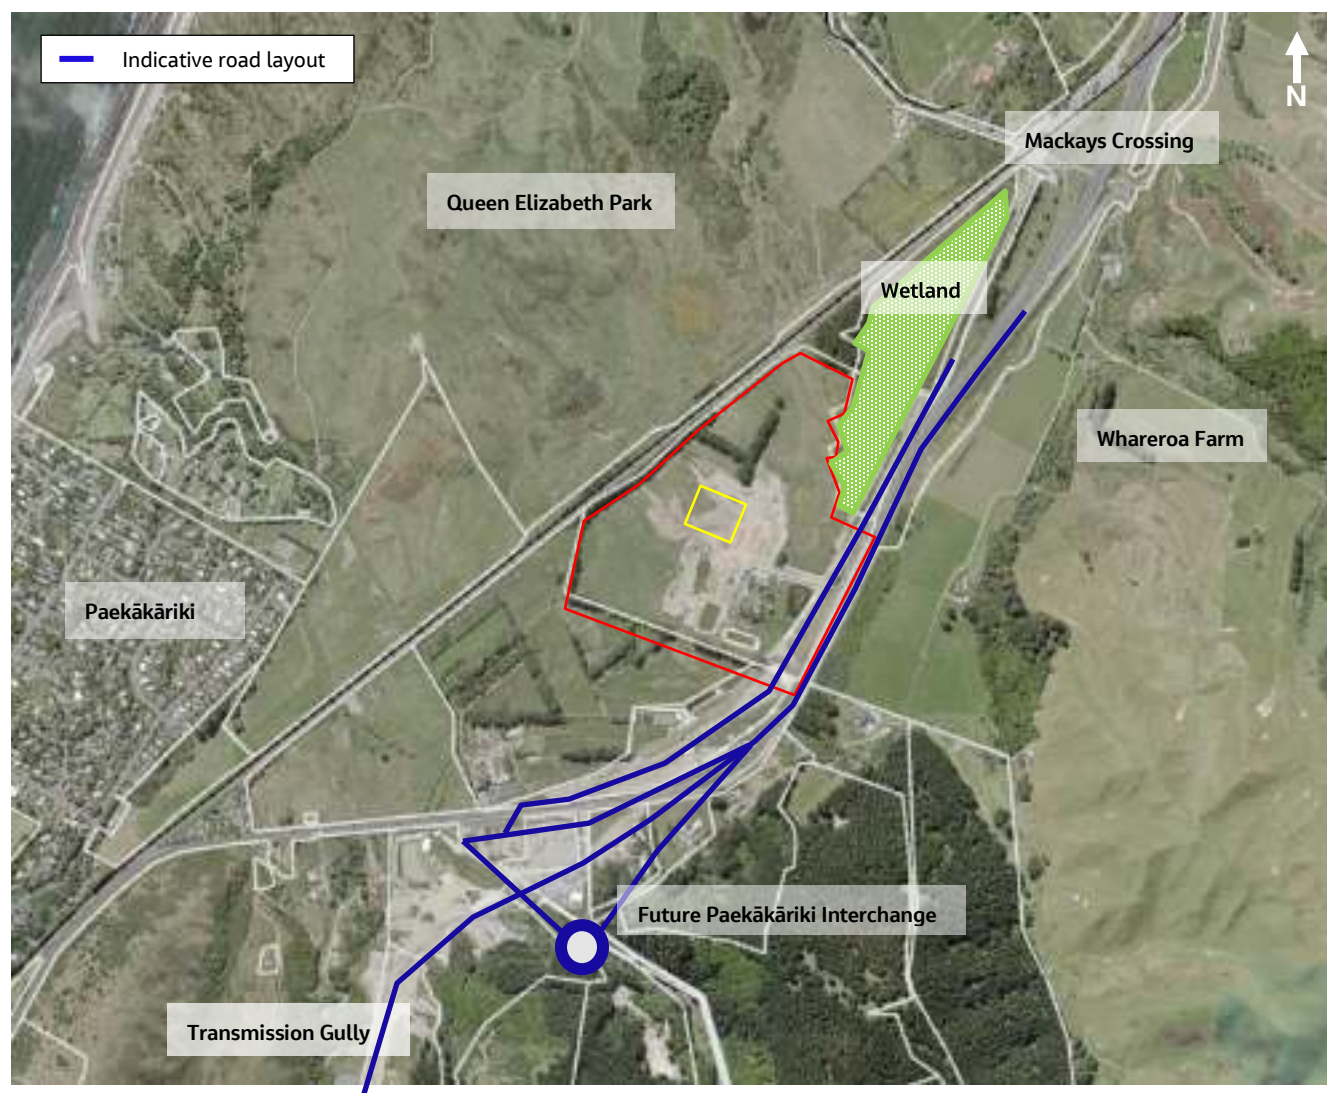 Indicative road layout
N
Mackays Crossing
Queen Elizabeth Park
Wetland
Whareroa Farm
Paekākāriki
Future Paekākāriki Interchange
Transmission Gully